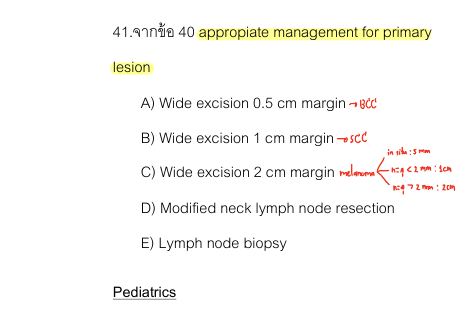 41.จากข้อ 40 appropiate management for primary
lesion
A) Wide excision 0.5 cm margin → BCC
B) Wide excision 1 cm margin → SCC
C) Wide excision 2 cm margin melanoma
in situ : 5 mm
< 2 mm : 1cm
> 2 mm : 2cm
D) Modified neck lymph node resection
E) Lymph node biopsy
Pediatrics